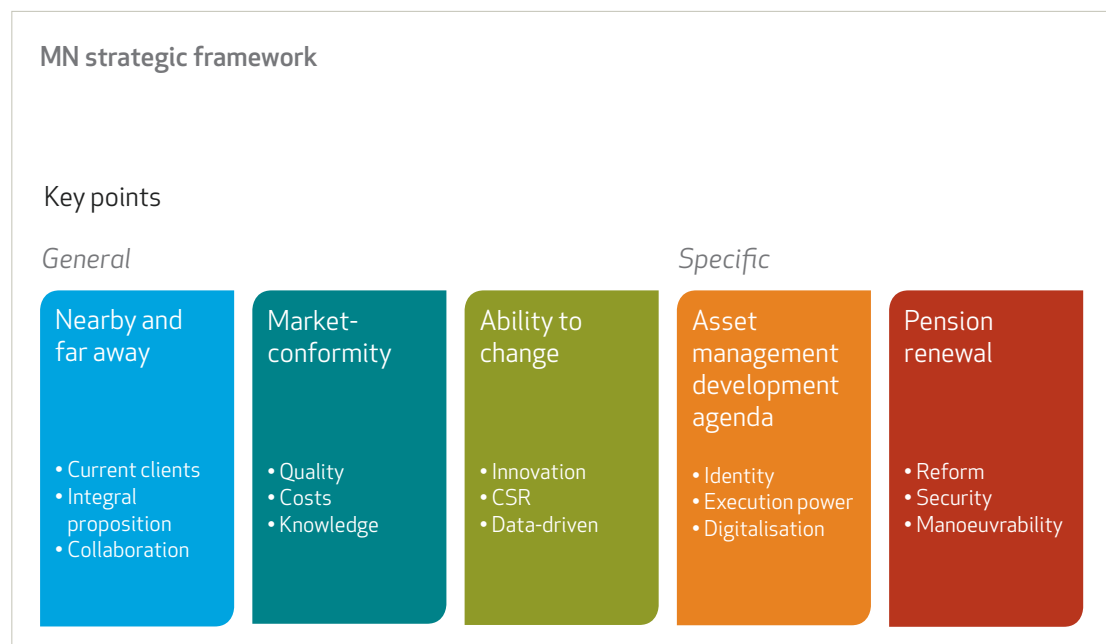 MN strategic framework
Key points
General
Specific
Nearby and
far away
• Current clients
• Integral
proposition
• Collaboration
Market-
conformity
• Quality
• Costs
• Knowledge
Ability to
change
• Innovation
• CSR
• Data-driven
Asset
management
development
agenda
• Identity
• Execution power
• Digitalisation
Pension
renewal
• Reform
• Security
• Manoeuvrability